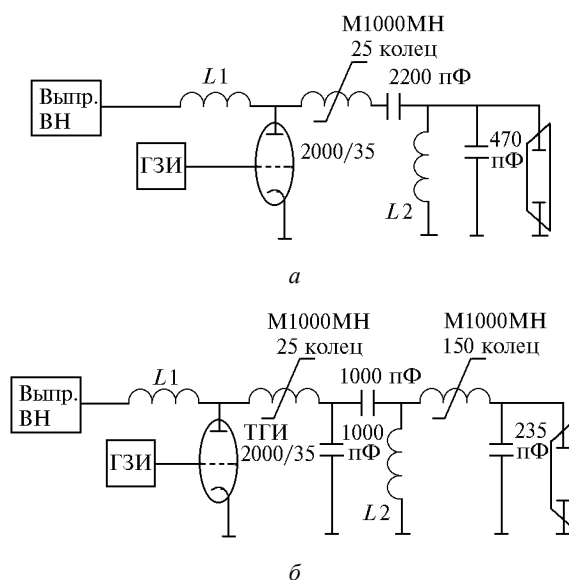 М1000МН
25 колец
L1
2200 пФ
Выпр.
ВН
2000/35
470
пФ
ГЗИ
L2
а
М1000МН
25 колец
М1000МН
150 колец
L1
1000 пФ
Выпр.
ВН
ТГИ
2000/35
1000
пФ
235
пФ
ГЗИ
L2
б